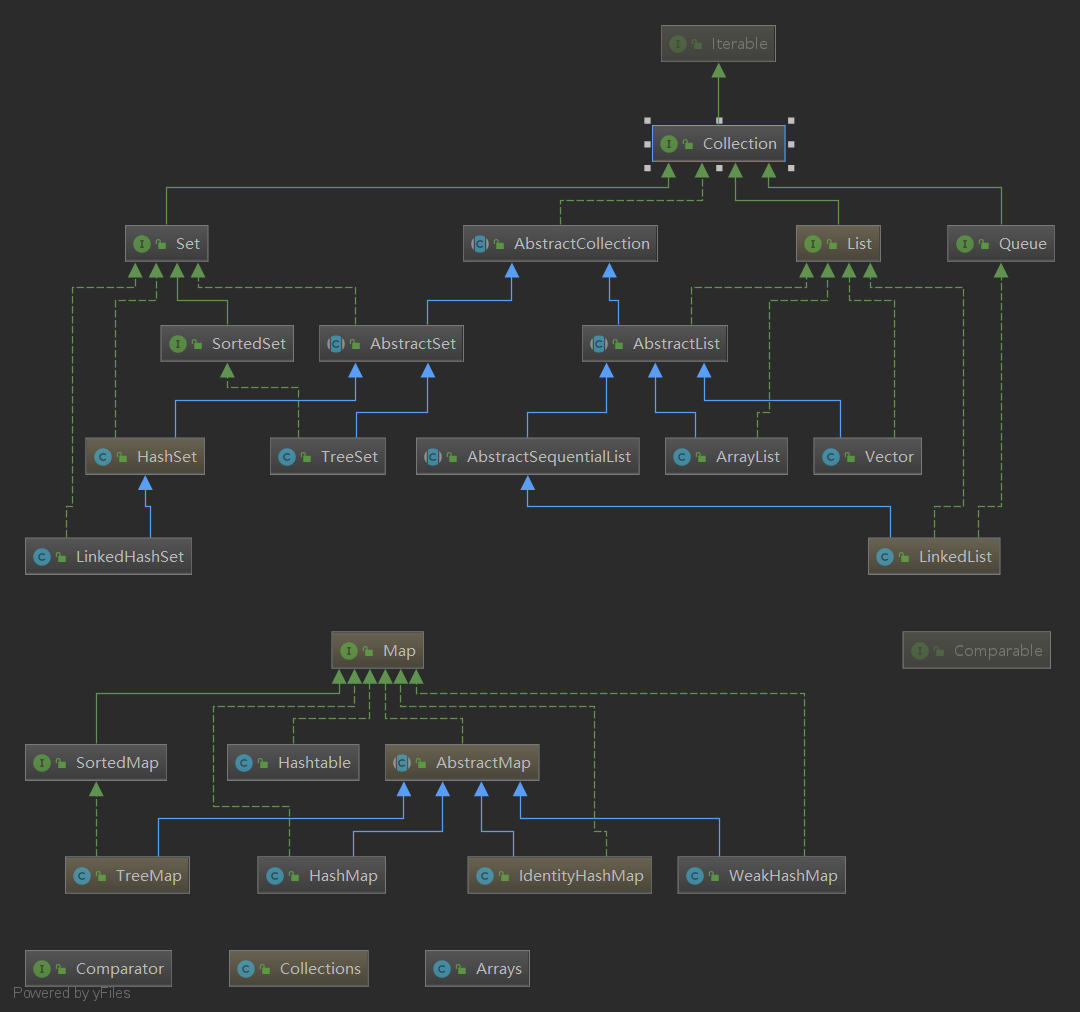 Iterable
Collection
Set
AbstractCollection
List
Queue
SortedSet
AbstractSet
AbstractList
HashSet
TreeSet
AbstractSequentialList
ArrayList
Vector
LinkedHashSet
LinkedList
Map
Comparable
SortedMap
Hashtable
AbstractMap
TreeMap
HashMap
IdentityHashMap
WeakHashMap
Comparator
Collections
Arrays
Powered by yFiles